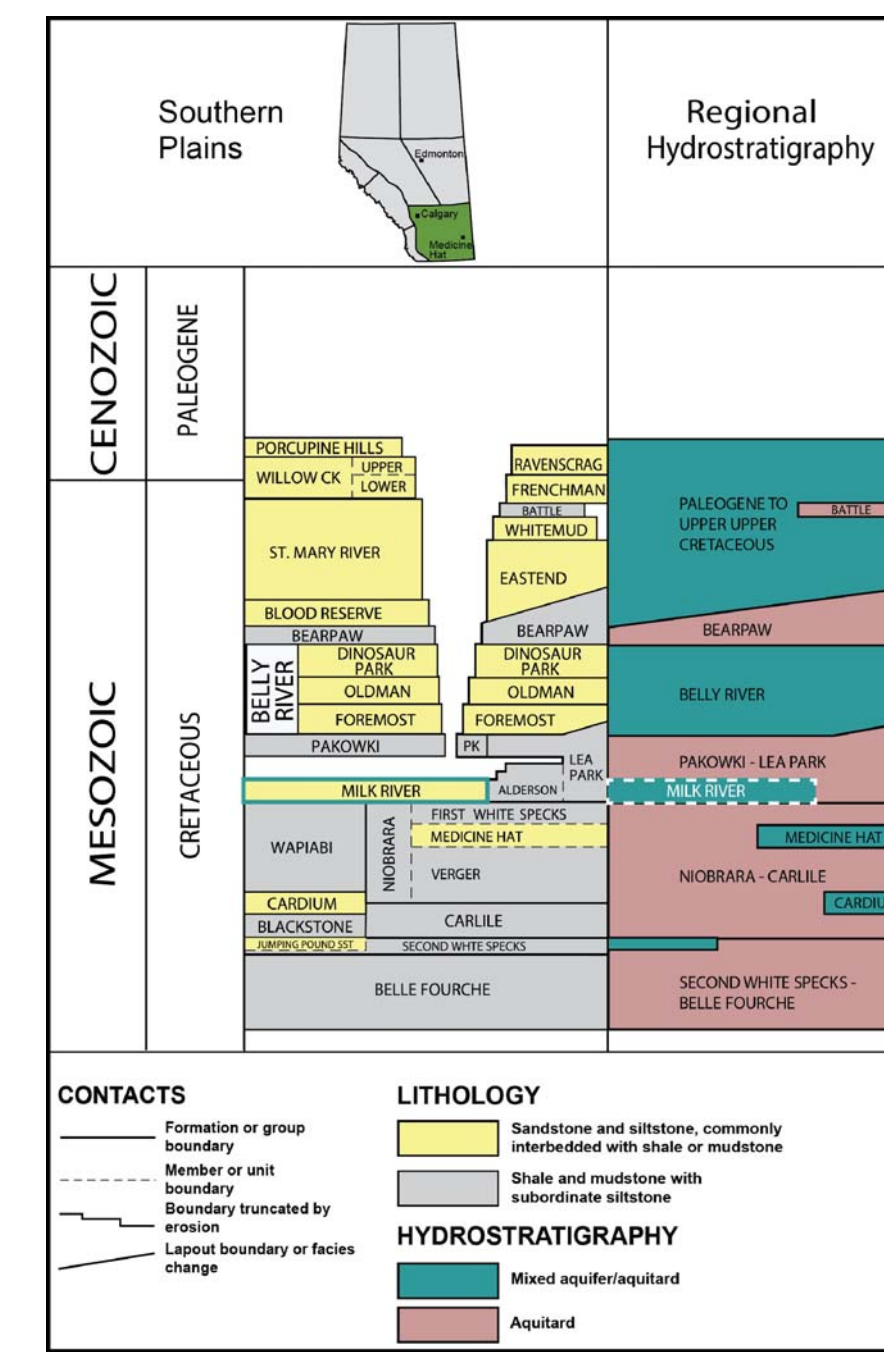 Southern
Plains
Edmonton
Calgary
Medicine
Hat
Regional
Hydrostratigraphy
CENOZOIC
PALEOGENE
MESOZOIC
CRETACEOUS
PORCUPINE HILLS
WILLOW CK
UPPER
LOWER
ST. MARY RIVER
BLOOD RESERVE
BEARPAW
BELLY
RIVER
DINOSAUR
PARK
OLDMAN
FOREMOST
PAKOWKI
MILK RIVER
WAPIABI
CARDIUM
BLACKSTONE
JUMPING POUND SST
RAVENSCRAG
FRENCHMAN
BATTLE
WHITEMUD
EASTEND
BEARPAW
DINOSAUR
PARK
OLDMAN
FOREMOST
PK
LEA
PARK
ALDERSON
NIOBRARA
FIRST WHITE SPECKS
MEDICINE HAT
VERGER
CARLILE
SECOND WHTE SPECKS
BELLE FOURCHE
PALEOGENE TO
UPPER UPPER
CRETACEOUS
BATTLE
BEARPAW
BELLY RIVER
PAKOWKI - LEA PARK
MILK RIVER
MEDICINE HAT
NIOBRARA - CARLILE
CARDIU
SECOND WHITE SPECKS -
BELLE FOURCHE
CONTACTS
Formation or group
boundary
Member or unit
boundary
Boundary truncated by
erosion
Lapout boundary or facies
change
LITHOLOGY
Sandstone and siltstone, commonly
interbedded with shale or mudstone
Shale and mudstone with
subordinate siltstone
HYDROSTRATIGRAPHY
Mixed aquifer/aquitard
Aquitard